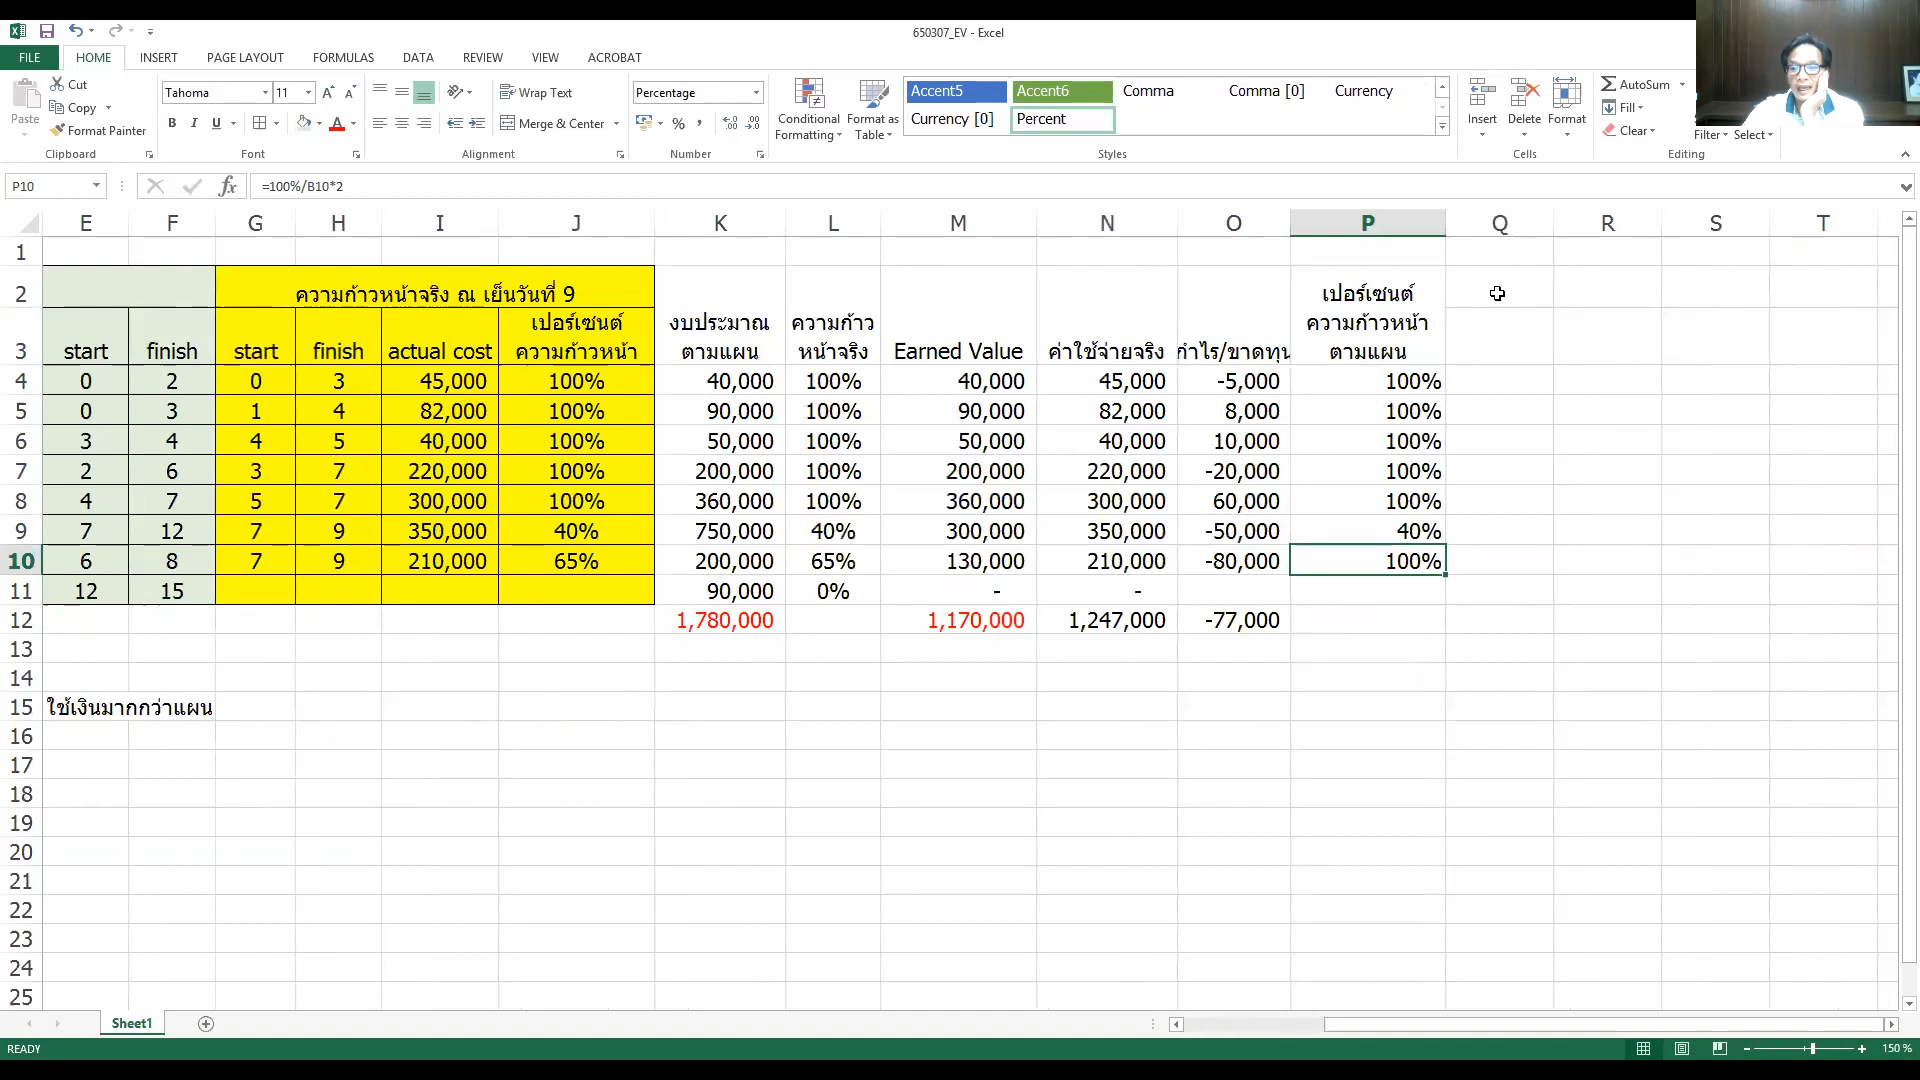 650307_EV - Excel
FILE HOME INSERT PAGE LAYOUT FORMULAS DATA REVIEW VIEW ACROBAT
Paste Cut Copy Format Painter Clipboard
Tahoma 11 B I U Font
Wrap Text Merge & Center Alignment
Percentage % , Number
Conditional Formatting Format as Table
Accent5 Accent6 Comma Comma [0] Currency
Currency [0] Percent
Styles
Insert Delete Format Cells
AutoSum Fill Clear Filter Select Editing
P10 fx =100%/B10*2
E F G H I J K L M N O P Q R S T
1
2 ความก้าวหน้าจริง ณ เย็นวันที่ 9
เปอร์เซนต์ ความก้าวหน้า ตามแผน
3 start finish start finish actual cost เปอร์เซนต์ ความก้าวหน้า งบประมาณ ตามแผน ความก้าว หน้าจริง Earned Value ค่าใช้จ่ายจริง กำไร/ขาดทุน
4 0 2 0 3 45,000 100% 40,000 100% 40,000 45,000 -5,000 100%
5 0 3 1 4 82,000 100% 90,000 100% 90,000 82,000 8,000 100%
6 3 4 4 5 40,000 100% 50,000 100% 50,000 40,000 10,000 100%
7 2 6 3 7 220,000 100% 200,000 100% 200,000 220,000 -20,000 100%
8 4 7 5 7 300,000 100% 360,000 100% 360,000 300,000 60,000 100%
9 7 12 7 9 350,000 40% 750,000 40% 300,000 350,000 -50,000 40%
10 6 8 7 9 210,000 65% 200,000 65% 130,000 210,000 -80,000 100%
11 12 15 90,000 0% - -
12 1,780,000 1,170,000 1,247,000 -77,000
13
14
15 ใช้เงินมากกว่าแผน
16
17
18
19
20
21
22
23
24
25
Sheet1
READY 150 %